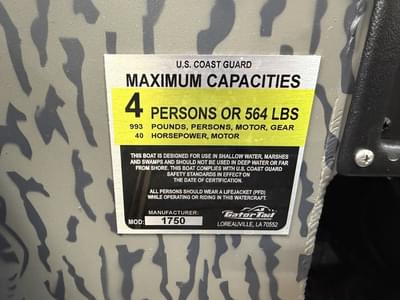 U.S. COAST GUARD
MAXIMUM CAPACITIES
4 PERSONS OR 564 LBS
993 POUNDS, PERSONS, MOTOR, GEAR
40 HORSEPOWER, MOTOR
THIS BOAT IS DESIGNED FOR USE IN SHALLOW WATER, MARSHES
AND SWAMPS AND SHOULD NOT BE USED IN DEEP WATER OR FAR
FROM SHORE. THIS BOAT COMPLIES WITH U.S. COAST GUARD
SAFETY STANDARDS IN EFFECT ON
THE DATE OF CERTIFICATION.
ALL PERSONS SHOULD WEAR A LIFEJACKET (PFD)
WHILE OPERATING OR RIDING IN THIS WATERCRAFT.
MANUFACTURER:
MOD: 1750
GatorTail
LOREAUVILLE, LA 70552